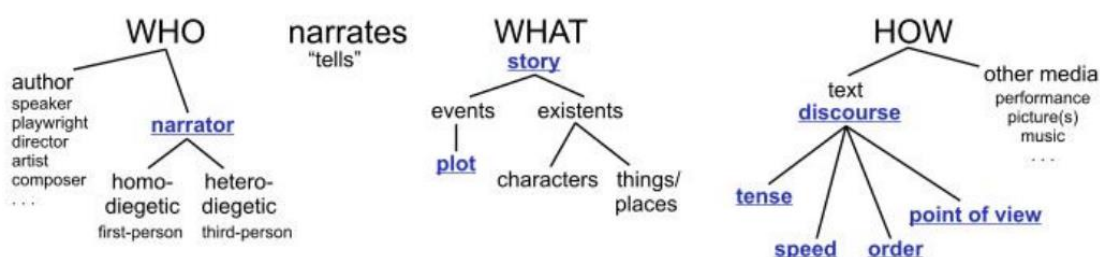 WHO
narrates
"tells"
WHAT
story
HOW
author
speaker
playwright
director
artist
composer
. . .
narrator
homo-
diegetic
first-person
hetero-
diegetic
third-person
events
existents
plot
characters
things/
places
text
discourse
other media
performance
picture(s)
music
. . .
tense
speed
order
point of view